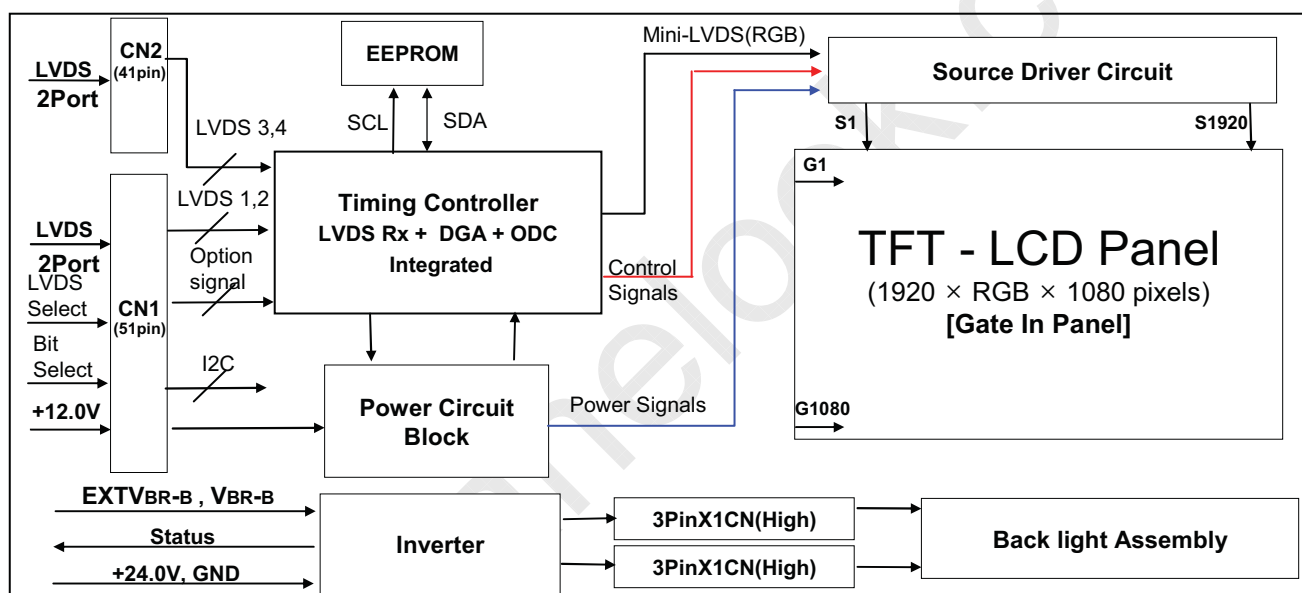 CN2
(41pin)
LVDS
2Port
EEPROM
Mini-LVDS(RGB)
Source Driver Circuit
SCL
SDA
LVDS 3,4
S1
S1920
LVDS 1,2
Timing Controller
LVDS Rx + DGA + ODC
Integrated
G1
TFT - LCD Panel
(1920 × RGB × 1080 pixels)
[Gate In Panel]
G1080
LVDS
2Port
LVDS
Select
CN1
(51pin)
Option
signal
Control
Signals
Bit
Select
I2C
+12.0V
Power Circuit
Block
Power Signals
EXTVBR-B , VBR-B
Status
+24.0V, GND
Inverter
3PinX1CN(High)
3PinX1CN(High)
Back light Assembly